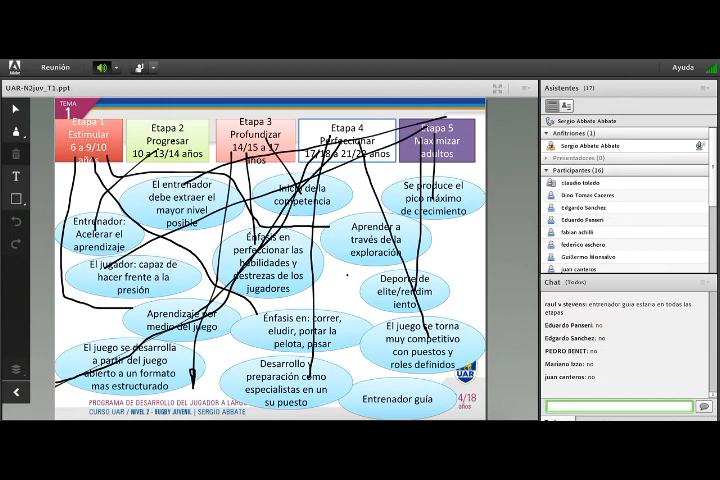 Reunión
Ayuda
UAR-N2juv_T1.ppt
TEMA
1
Etapa 1
Estimular
6 a 9/10
años
Etapa 2
Progresar
10 a 13/14 años
Etapa 3
Profundizar
14/15 a 17
años
Etapa 4
Perfeccionar
17/18 a 21/22 años
Etapa 5
Maximizar
adultos
El entrenador
debe extraer el
mayor nivel
posible
Inicio de la
competencia
Se produce el
pico máximo
de crecimiento
Entrenador:
Acelerar el
aprendizaje
Énfasis en
perfeccionar las
habilidades y
destrezas de los
jugadores
Aprender a
través de la
exploración
El jugador: capaz de
hacer frente a la
presión
Deporte de
elite/rendim
iento
Aprendizaje por
medio del juego
Énfasis en: correr,
eludir, portar la
pelota, pasar
El juego se torna
muy competitivo
con puestos y
roles definidos
El juego se desarrolla
a partir del juego
abierto a un formato
mas estructurado
Desarrollo y
preparación como
especialistas en un
su puesto
Entrenador guía
UAR
14/18
años
PROGRAMA DE DESARROLLO DEL JUGADOR A LARGO
CURSO UAR / NIVEL 2 - RUGBY JUVENIL | SERGIO ABBATE
Asistentes (17)
Sergio Abbate Abbate
Anfitriones (1)
Sergio Abbate Abbate
Presentadores (0)
Participantes (16)
claudio toledo
Dino Tomas Caceres
Edgardo Sanchez
Eduardo Panseri
fabian achilli
federico aschero
Guillermo Monsalvo
juan canteros
Chat (Todos)
raul v stevens: entrenador guia estaria en todas las
etapas
Eduardo Panseri: no
Edgardo Sanchez: no
PEDRO BENET: no
Mariano Izzo: no
juan canteros: no